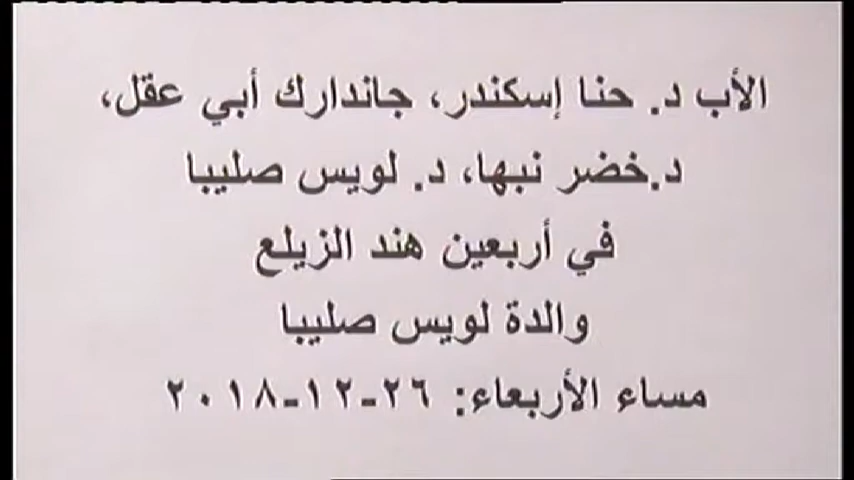 الأب د. حنا إسكندر، جاندارك أبي عقل،
د.خضر نبها، د. لويس صليبا
في أربعين هند الزيلع
والدة لويس صليبا
مساء الأربعاء: ٢٦-١٢-٢٠١٨